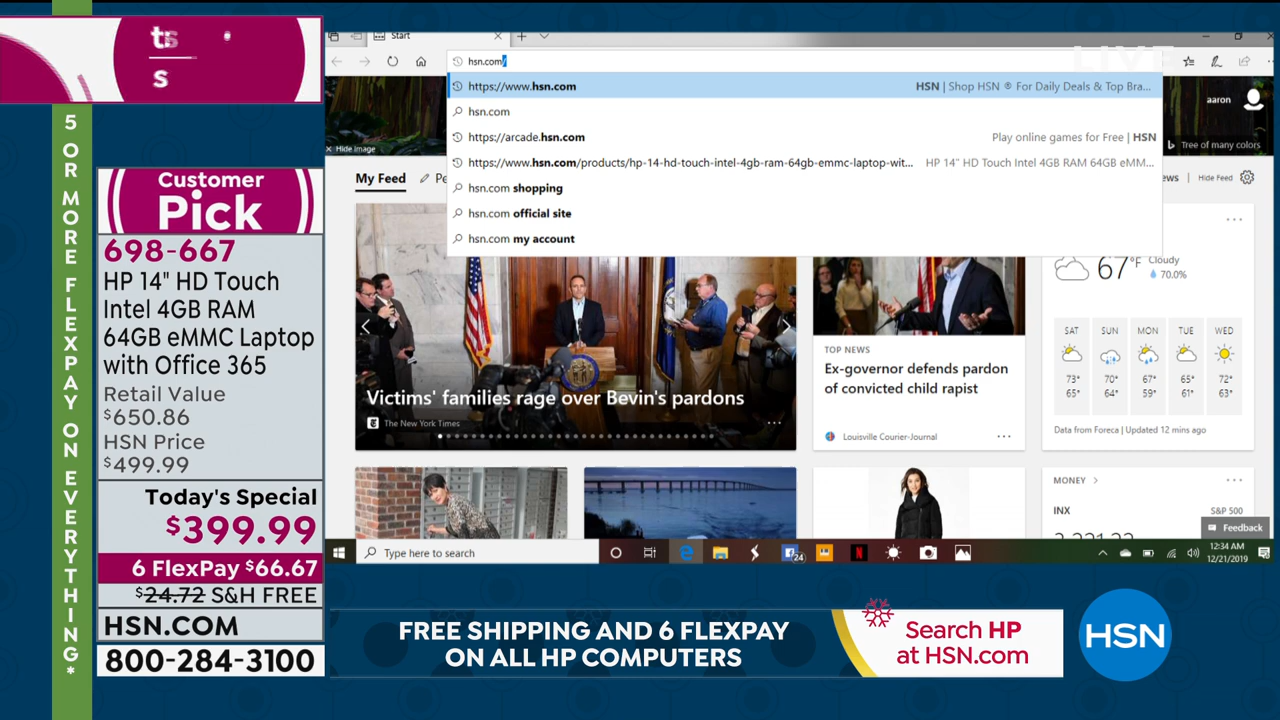 ts
s
5 OR MORE FLEXPAY ON EVERYTHING*
Customer
Pick
698-667
HP 14" HD Touch
Intel 4GB RAM
64GB eMMC Laptop
with Office 365
Retail Value
$650.86
HSN Price
$499.99
Today's Special
$399.99
6 FlexPay $66.67
$24.72 S&H FREE
HSN.COM
800-284-3100
Start
LIVE
hsn.com/
https://www.hsn.com HSN | Shop HSN ® For Daily Deals & Top Bra...
hsn.com
https://arcade.hsn.com Play online games for Free | HSN
https://www.hsn.com/products/hp-14-hd-touch-intel-4gb-ram-64gb-emmc-laptop-wit... HP 14" HD Touch Intel 4GB RAM 64GB eMM...
hsn.com shopping
hsn.com official site
hsn.com my account
aaron
Hide image
Tree of many colors
My Feed Pe
ews Hide Feed
67°F Cloudy
70.0%
SAT SUN MON TUE WED
73° 70° 67° 65° 72°
65° 64° 59° 61° 63°
Data from Foreca | Updated 12 mins ago
Victims' families rage over Bevin's pardons
The New York Times
TOP NEWS
Ex-governor defends pardon
of convicted child rapist
Louisville Courier-Journal
MONEY
INX S&P 500
Feedback
Type here to search
24
N
12:34 AM
12/21/2019
FREE SHIPPING AND 6 FLEXPAY
ON ALL HP COMPUTERS
Search HP
at HSN.com
HSN